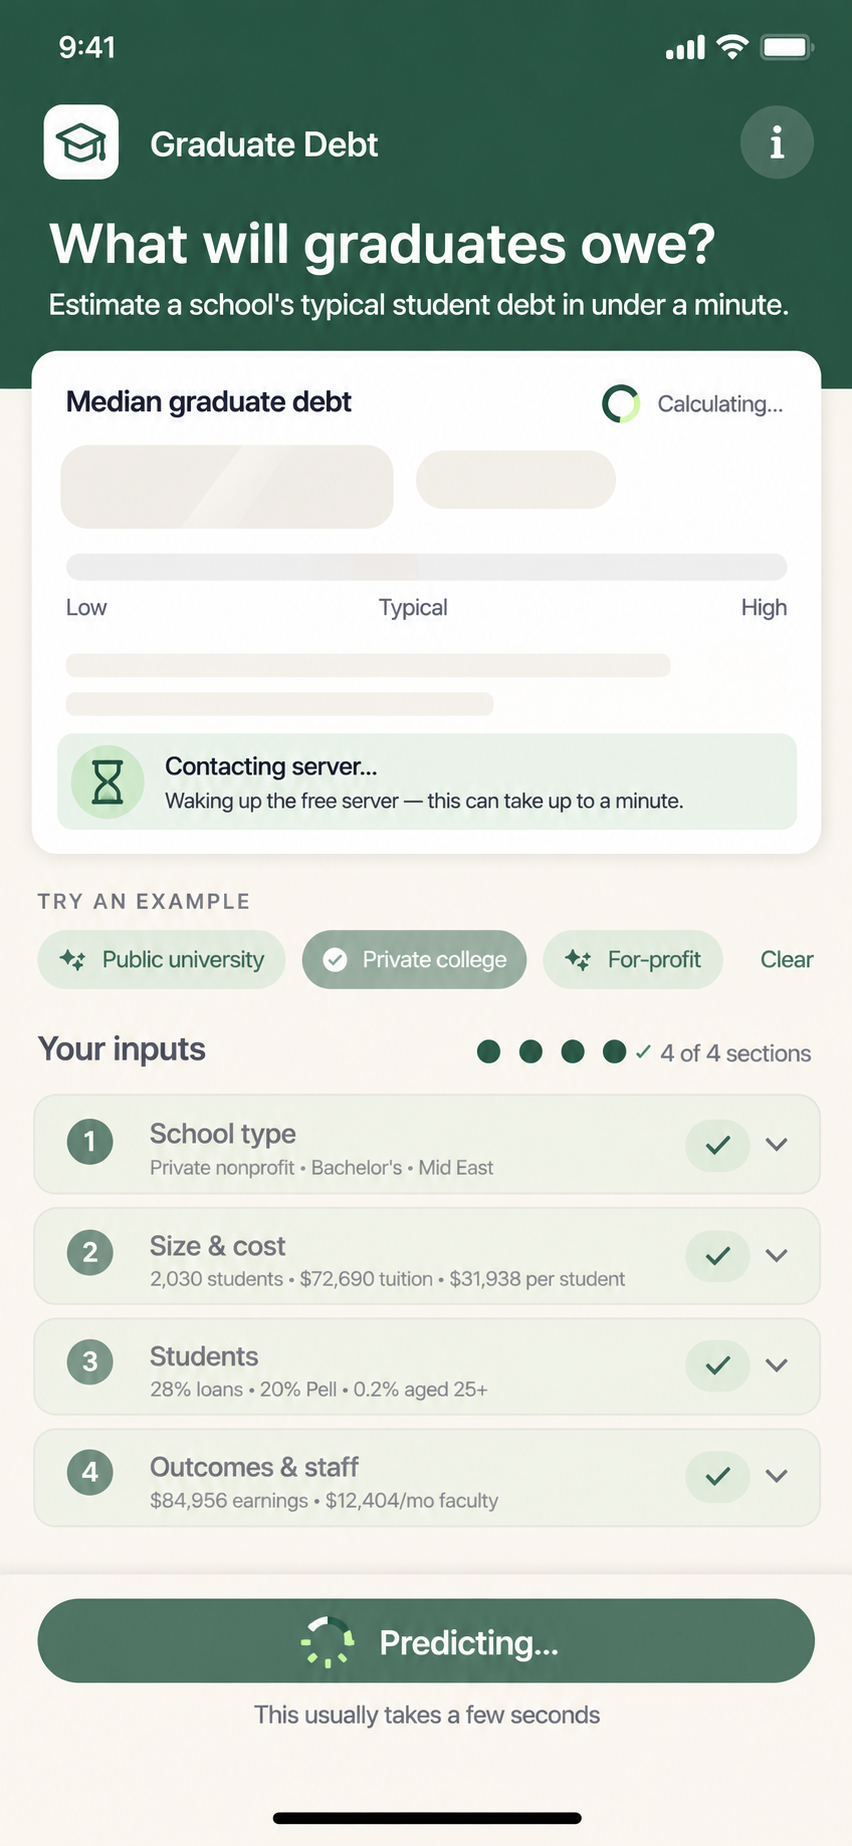 9:41
Graduate Debt
i
What will graduates owe?
Estimate a school's typical student debt in under a minute.
Median graduate debt
Calculating...
Low Typical High
Contacting server...
Waking up the free server — this can take up to a minute.
TRY AN EXAMPLE
Public university Private college For-profit Clear
Your inputs
✓ 4 of 4 sections
1 School type
Private nonprofit • Bachelor's • Mid East
2 Size & cost
2,030 students • $72,690 tuition • $31,938 per student
3 Students
28% loans • 20% Pell • 0.2% aged 25+
4 Outcomes & staff
$84,956 earnings • $12,404/mo faculty
Predicting...
This usually takes a few seconds